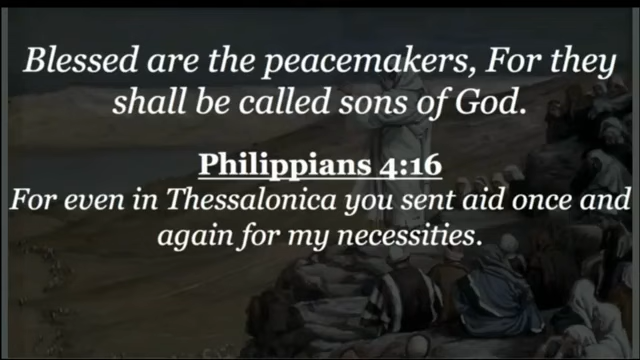 Blessed are the peacemakers, For they
shall be called sons of God.
Philippians 4:16
For even in Thessalonica you sent aid once and
again for my necessities.